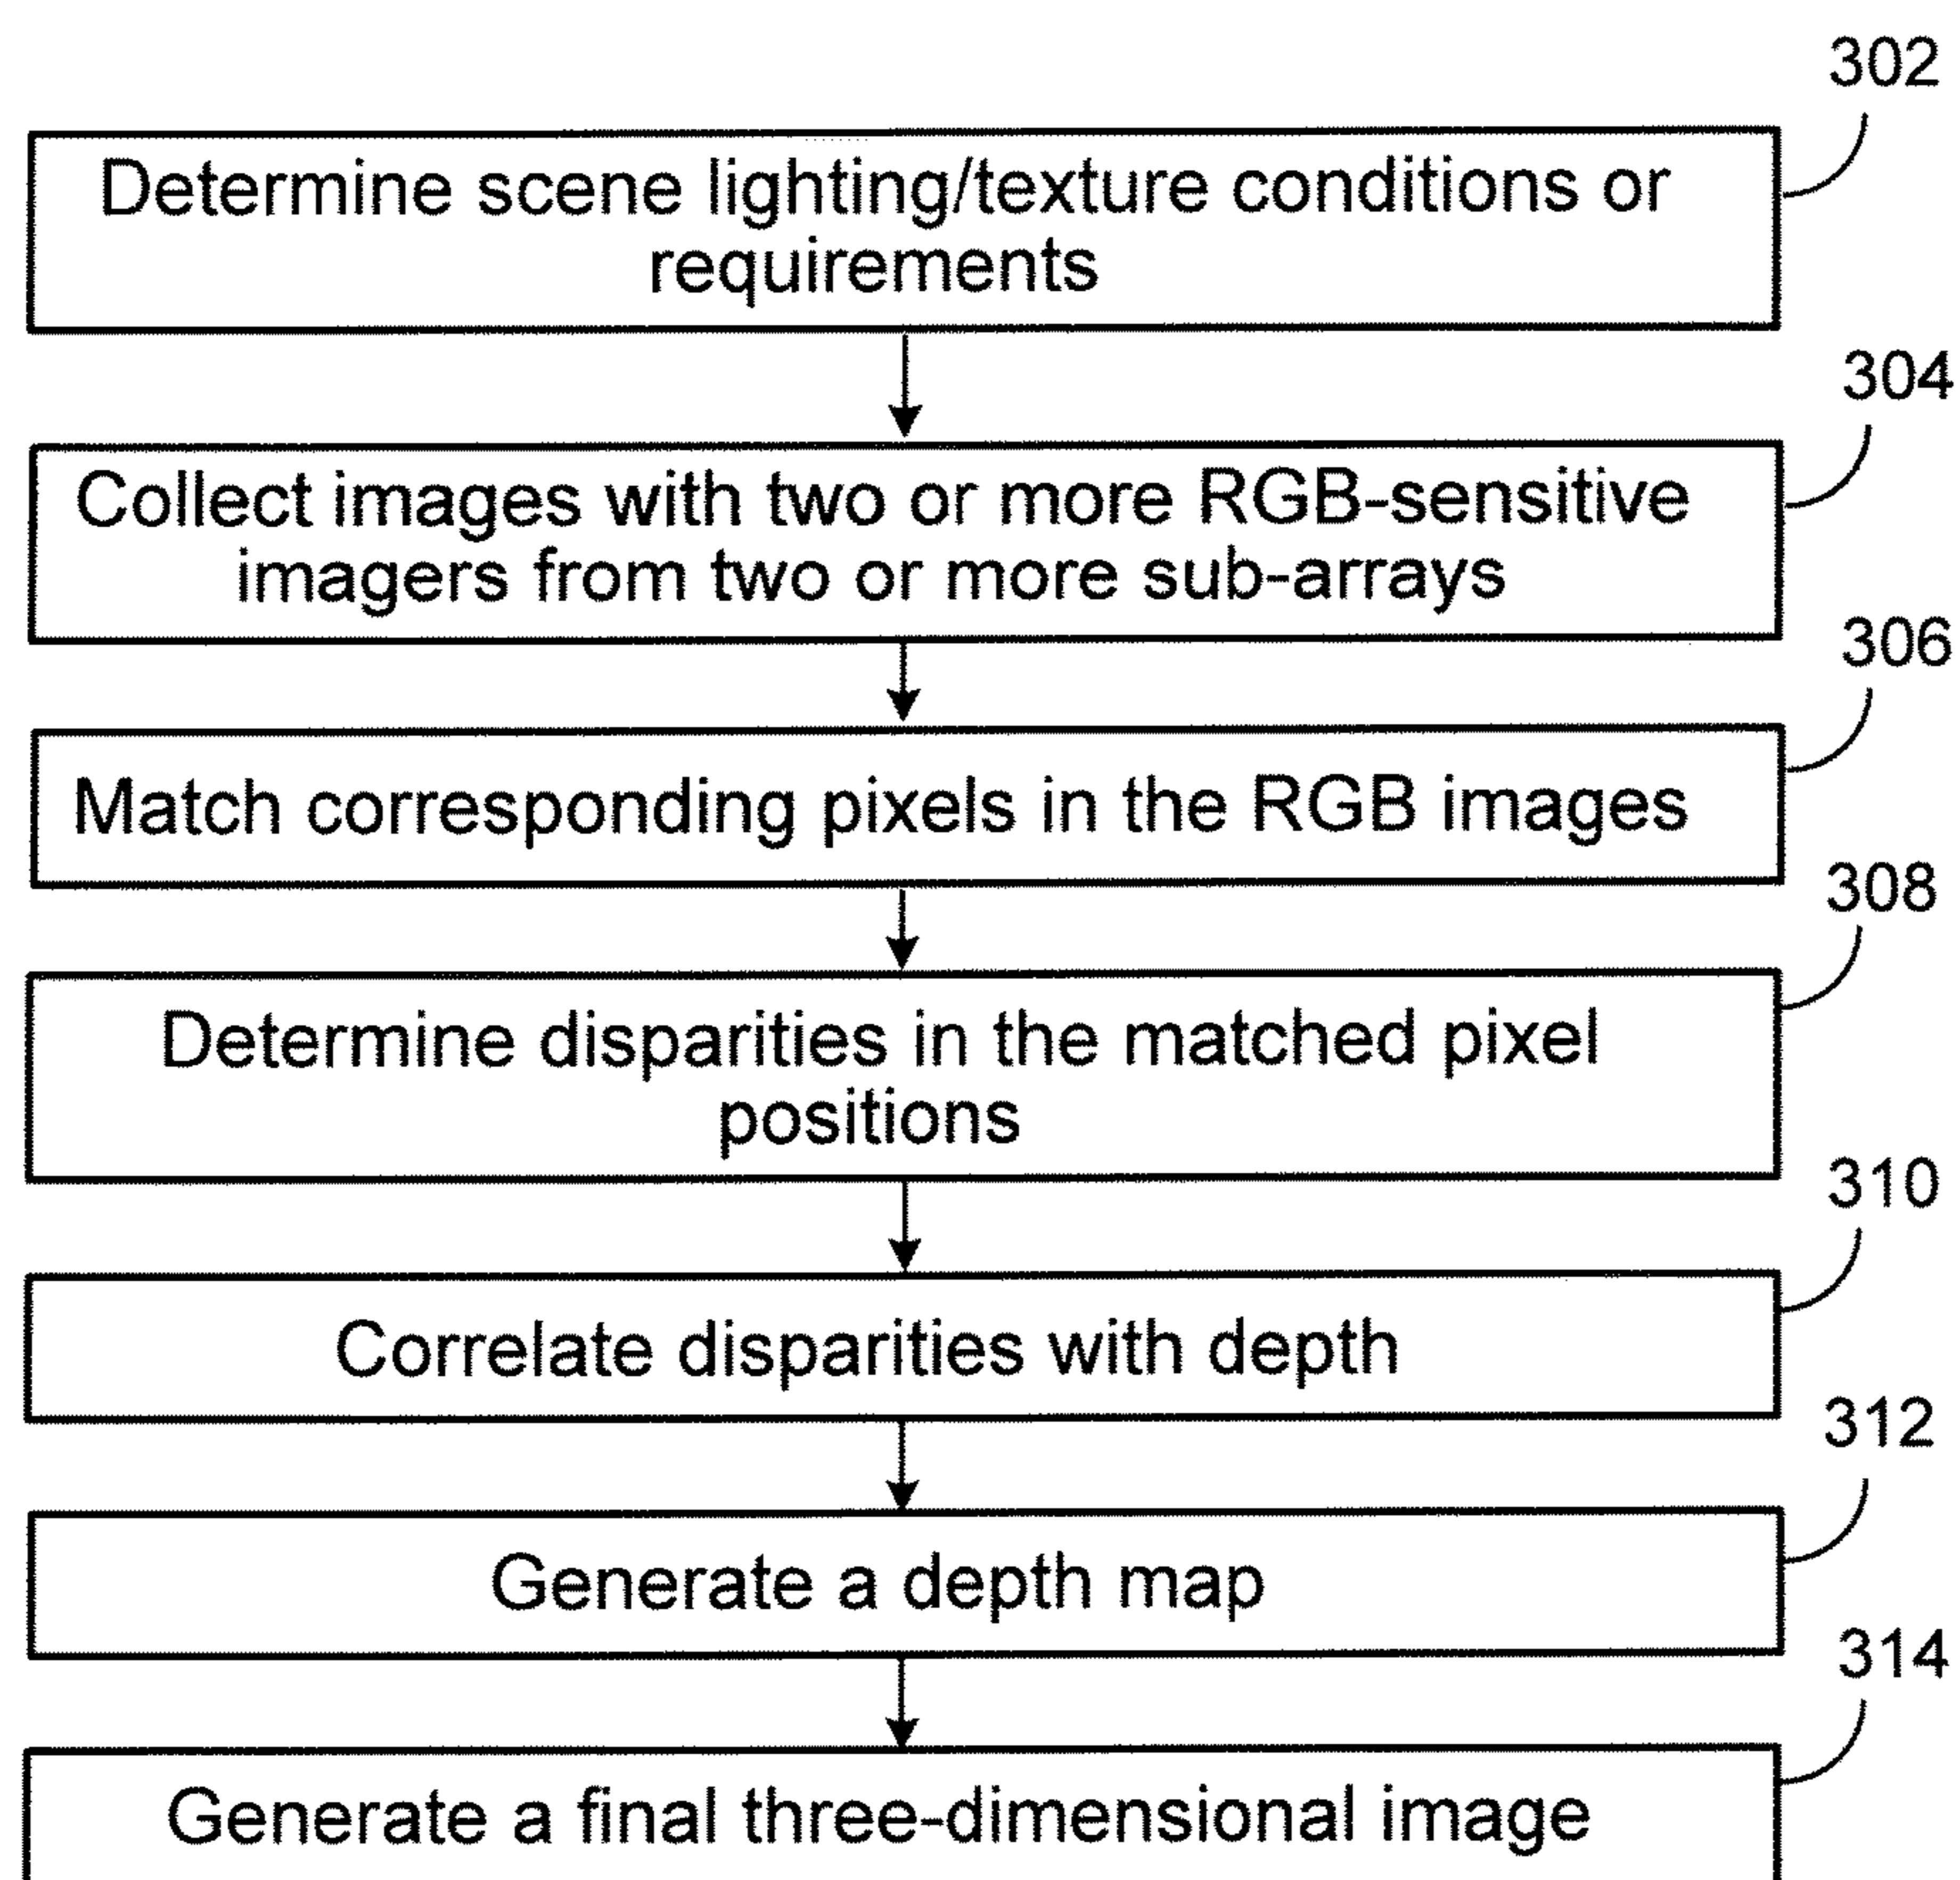 302
Determine scene lighting/texture conditions or
requirements
304
Collect images with two or more RGB-sensitive
imagers from two or more sub-arrays
306
Match corresponding pixels in the RGB images
308
Determine disparities in the matched pixel
positions
310
Correlate disparities with depth
312
Generate a depth map
314
Generate a final three-dimensional image